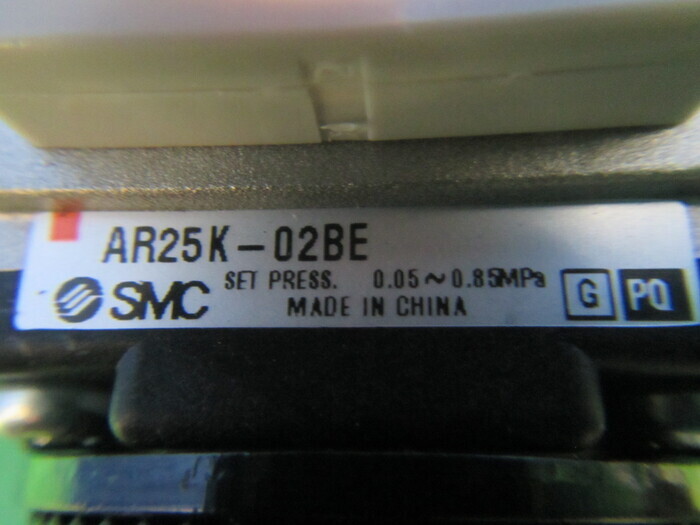 AR25K-02BE
SMC SET PRESS. 0.05~0.85MPa G PQ
MADE IN CHINA